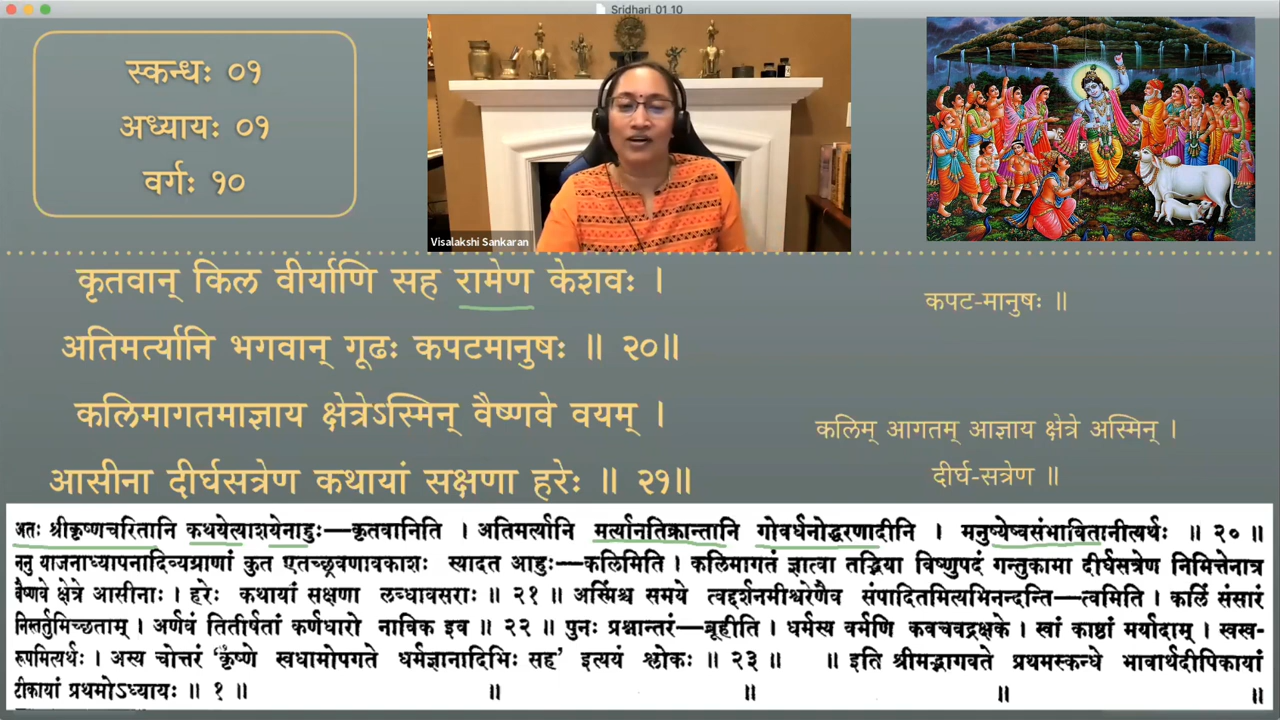 Sridhari_01_10
स्कन्धः ०१
अध्यायः ०१
वर्गः १०
Visalakshi Sankaran
कृतवान् किल वीर्याणि सह रामेण केशवः ।
अतिमर्त्यानि भगवान् गूढः कपटमानुषः ॥ २०॥
कपट-मानुषः ॥
कलिमागतमाज्ञाय क्षेत्रेऽस्मिन् वैष्णवे वयम् ।
आसीना दीर्घसत्रेण कथायां सक्षणा हरेः ॥ २१॥
कलिम् आगतम् आज्ञाय क्षेत्रे अस्मिन् ।
दीर्घ-सत्रेण ॥
अतः श्रीकृष्णचरितानि कथयेत्याशयेनाहुः—कृतवानिति । अतिमर्त्यानि मर्त्यानतिक्रान्तानि गोवर्धनोद्धरणादीनि । मनुष्येष्वसंभावितानीत्यर्थः ॥ २० ॥
ननु याजनाध्यापनादिव्यग्राणां कुत एतच्छ्रवणावकाशः स्यादत आहुः—कलिमिति । कलिमागतं ज्ञात्वा तद्भिया विष्णुपदं गन्तुकामा दीर्घसत्रेण निमित्तेनात्र
वैष्णवे क्षेत्रे आसीनाः । हरेः कथायां सक्षणा लब्धावसराः ॥ २१ ॥ अस्मिंश्च समये त्वद्दर्शनमीश्वरेणैव संपादितमित्यभिनन्दन्ति—त्वमिति । कलिं संसारं
निस्तर्तुमिच्छताम् । अर्णवं तितीर्षतां कर्णधारो नाविक इव ॥ २२ ॥ पुनः प्रश्नान्तरं—ब्रूहीति । धर्मस्य वर्मणि कवचवद्रक्षके । स्वां काष्ठां मर्यादाम् । स्वस्व-
रूपमित्यर्थः । अस्य चोत्तरं ‘कृष्णे स्वधामोपगते धर्मज्ञानादिभिः सह’ इत्ययं श्लोकः ॥ २३ ॥ ॥ इति श्रीमद्भागवते प्रथमस्कन्धे भावार्थदीपिकायां
टीकायां प्रथमोऽध्यायः ॥ १ ॥ ॥ ॥ ॥ ॥